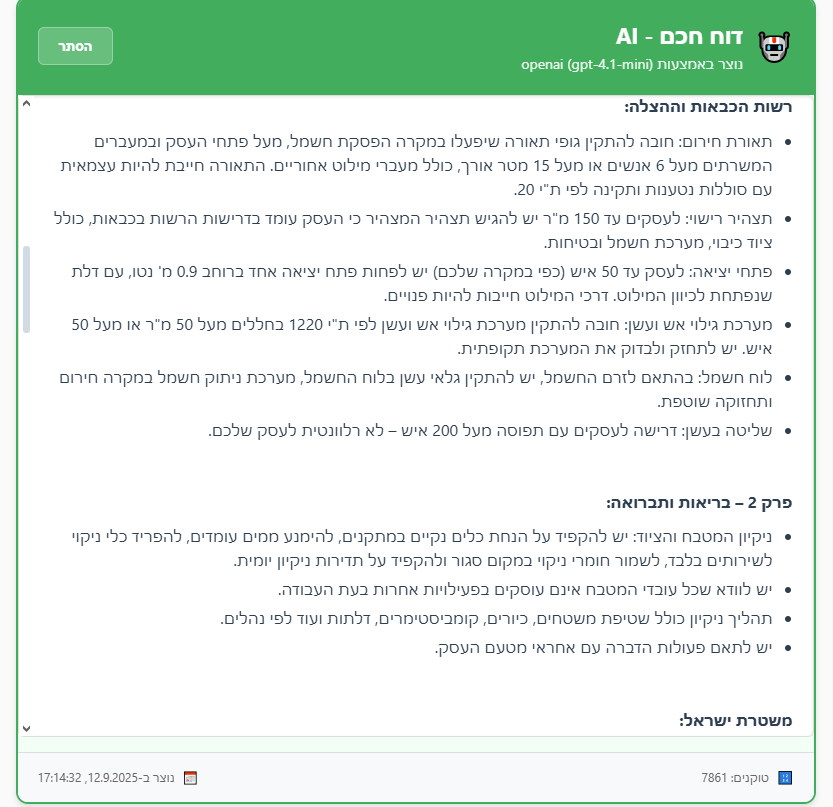 דוח חכם - AI
נוצר באמצעות openai (gpt-4.1-mini)
הסתר
רשות הכבאות וההצלה:
תאורת חירום: חובה להתקין גופי תאורה שיפעלו במקרה הפסקת חשמל, מעל פתחי העסק ובמעברים
המשרתים מעל 6 אנשים או מעל 15 מטר אורך, כולל מעברי מילוט אחוריים. התאורה חייבת להיות עצמאית
עם סוללות נטענות ותקינה לפי ת"י 20.
תצהיר רישוי: לעסקים עד 150 מ"ר יש להגיש תצהיר המצהיר כי העסק עומד בדרישות הרשות בכבאות, כולל
ציוד כיבוי, מערכת חשמל ובטיחות.
פתחי יציאה: לעסק עד 50 איש (כפי במקרה שלכם) יש לפחות פתח יציאה אחד ברוחב 0.9 מ' נטו, עם דלת
שנפתחת לכיוון המילוט. דרכי המילוט חייבות להיות פנויים.
מערכת גילוי אש ועשן: חובה להתקין מערכת גילוי אש ועשן לפי ת"י 1220 בחללים מעל 50 מ"ר או מעל 50
איש. יש לתחזק ולבדוק את המערכת תקופתית.
לוח חשמל: בהתאם לזרם החשמל, יש להתקין גלאי עשן בלוח החשמל, מערכת ניתוק חשמל במקרה חירום
ותחזוקה שוטפת.
שליטה בעשן: דרישה לעסקים עם תפוסה מעל 200 איש – לא רלוונטית לעסק שלכם.
פרק 2 – בריאות ותברואה:
ניקיון המטבח והציוד: יש להקפיד על הנחת כלים נקיים במתקנים, להימנע ממים עומדים, להפריד כלי ניקוי
לשירותים בלבד, לשמור חומרי ניקוי במקום סגור ולהקפיד על תדירות ניקיון יומית.
יש לוודא שכל עובדי המטבח אינם עוסקים בפעילויות אחרות בעת העבודה.
תהליך ניקיון כולל שטיפת משטחים, כיורים, קומביסטימרים, דלתות ועוד לפי נהלים.
יש לתאם פעולות הדברה עם אחראי מטעם העסק.
משטרת ישראל:
טוקנים: 7861
נוצר ב-12.9.2025, 17:14:32